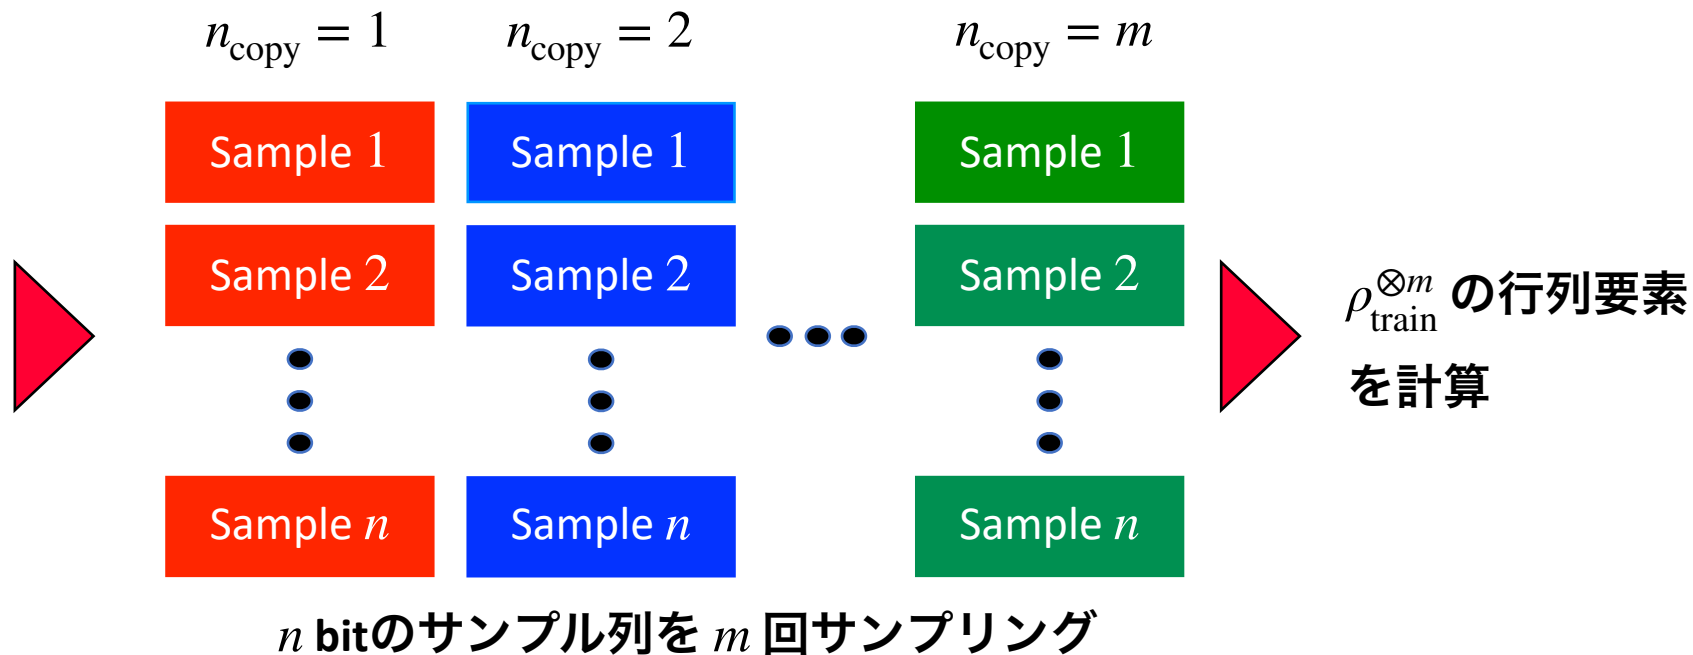 n_copy = 1
n_copy = 2
n_copy = m
Sample 1
Sample 1
Sample 1
Sample 2
Sample 2
Sample 2
Sample n
Sample n
Sample n
ρ_train^⊗m の行列要素
を計算
n bitのサンプル列を m 回サンプリング